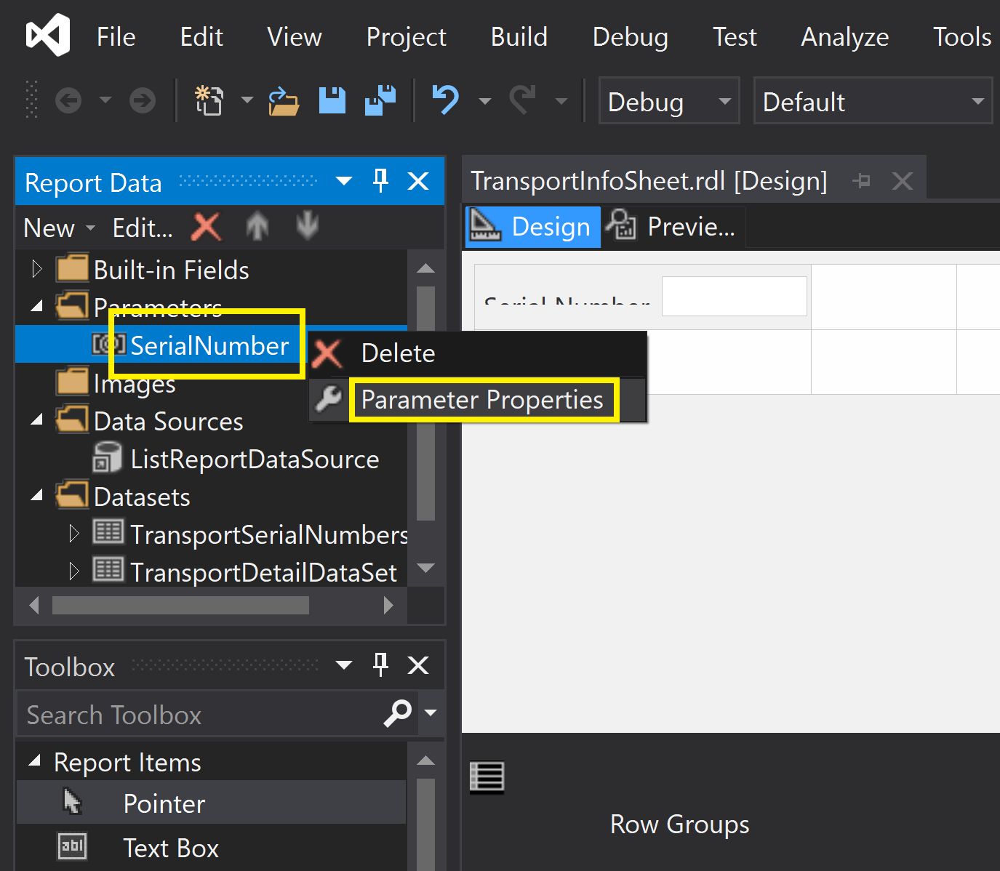 File Edit View Project Build Debug Test Analyze Tools
Debug Default
Report Data
TransportInfoSheet.rdl [Design]
New Edit...
Design Previe...
Built-in Fields
Parameters
Serial Number
SerialNumber
Delete
Images
Parameter Properties
Data Sources
ListReportDataSource
Datasets
TransportSerialNumbers
TransportDetailDataSet
Toolbox
Search Toolbox
Report Items
Pointer
Row Groups
abl Text Box